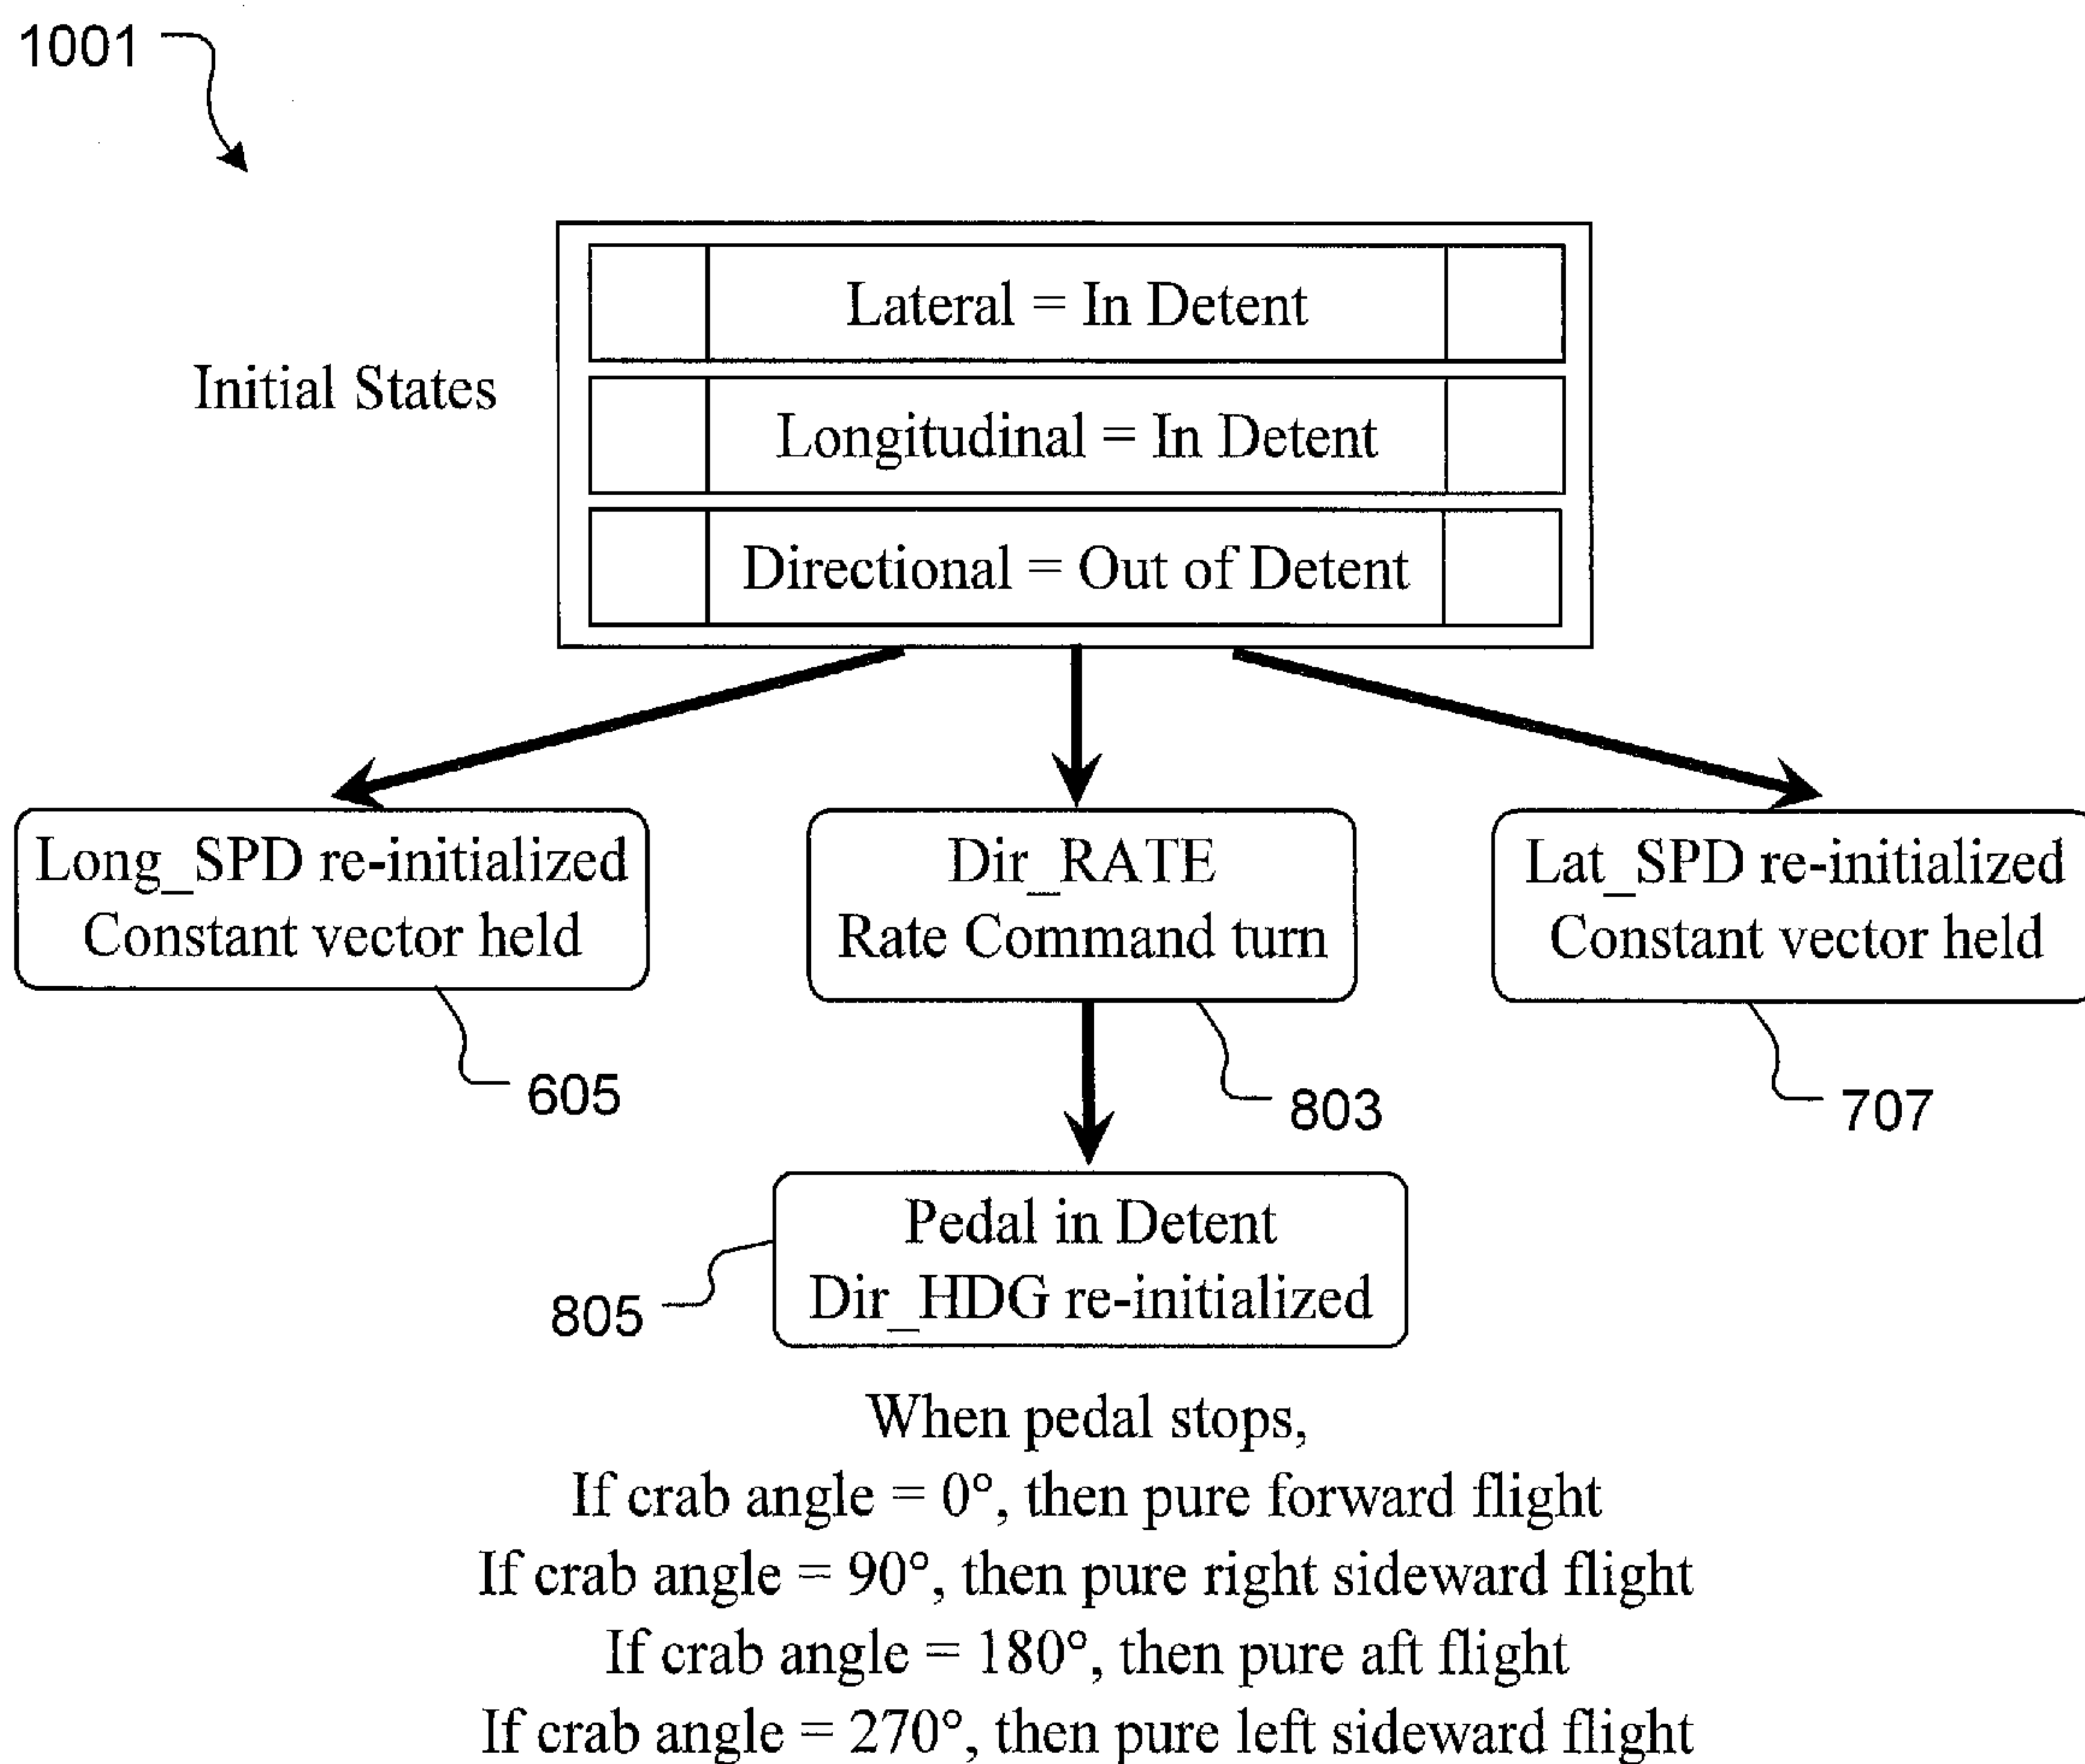 1001
Lateral = In Detent
Initial States
Longitudinal = In Detent
Directional = Out of Detent
Long_SPD re-initialized
Constant vector held
Dir_RATE
Rate Command turn
Lat_SPD re-initialized
Constant vector held
605
803
707
Pedal in Detent
Dir_HDG re-initialized
805
When pedal stops,
If crab angle = 0°, then pure forward flight
If crab angle = 90°, then pure right sideward flight
If crab angle = 180°, then pure aft flight
If crab angle = 270°, then pure left sideward flight